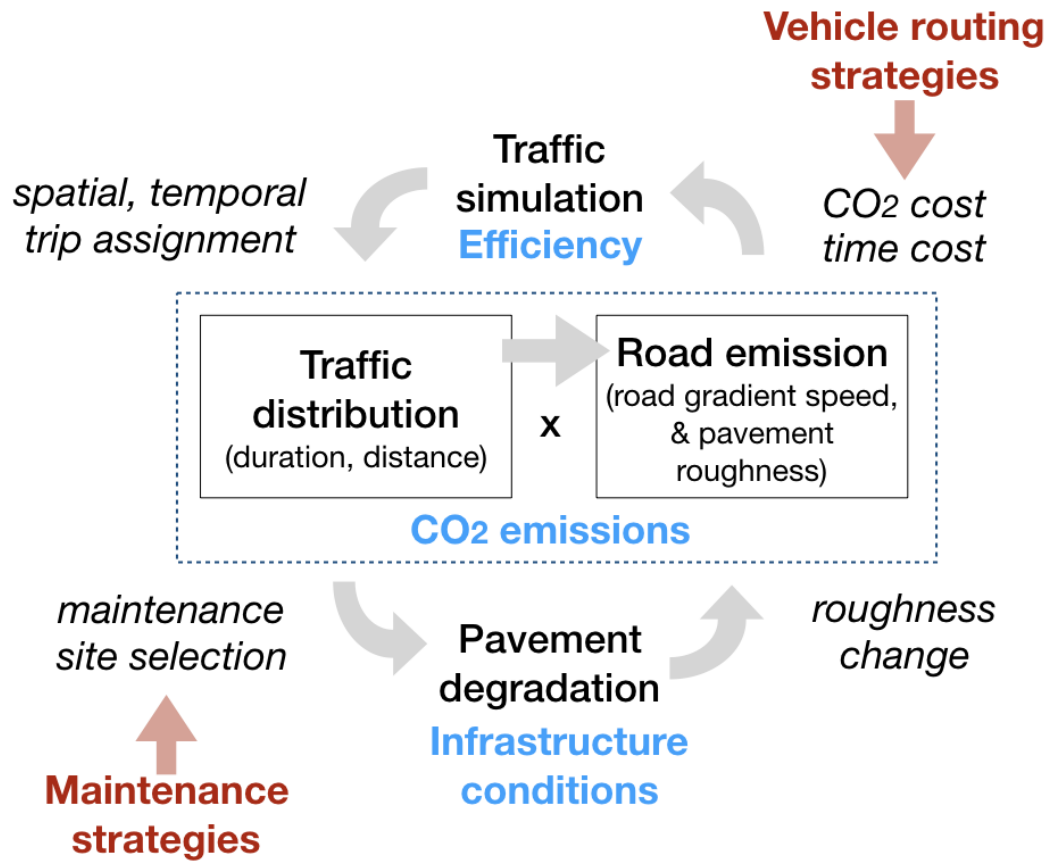 Vehicle routing
strategies
Traffic
simulation
Efficiency
spatial, temporal
trip assignment
CO2 cost
time cost
Traffic
distribution
(duration, distance)
x
Road emission
(road gradient speed,
& pavement
roughness)
CO2 emissions
maintenance
site selection
Pavement
degradation
Infrastructure
conditions
roughness
change
Maintenance
strategies